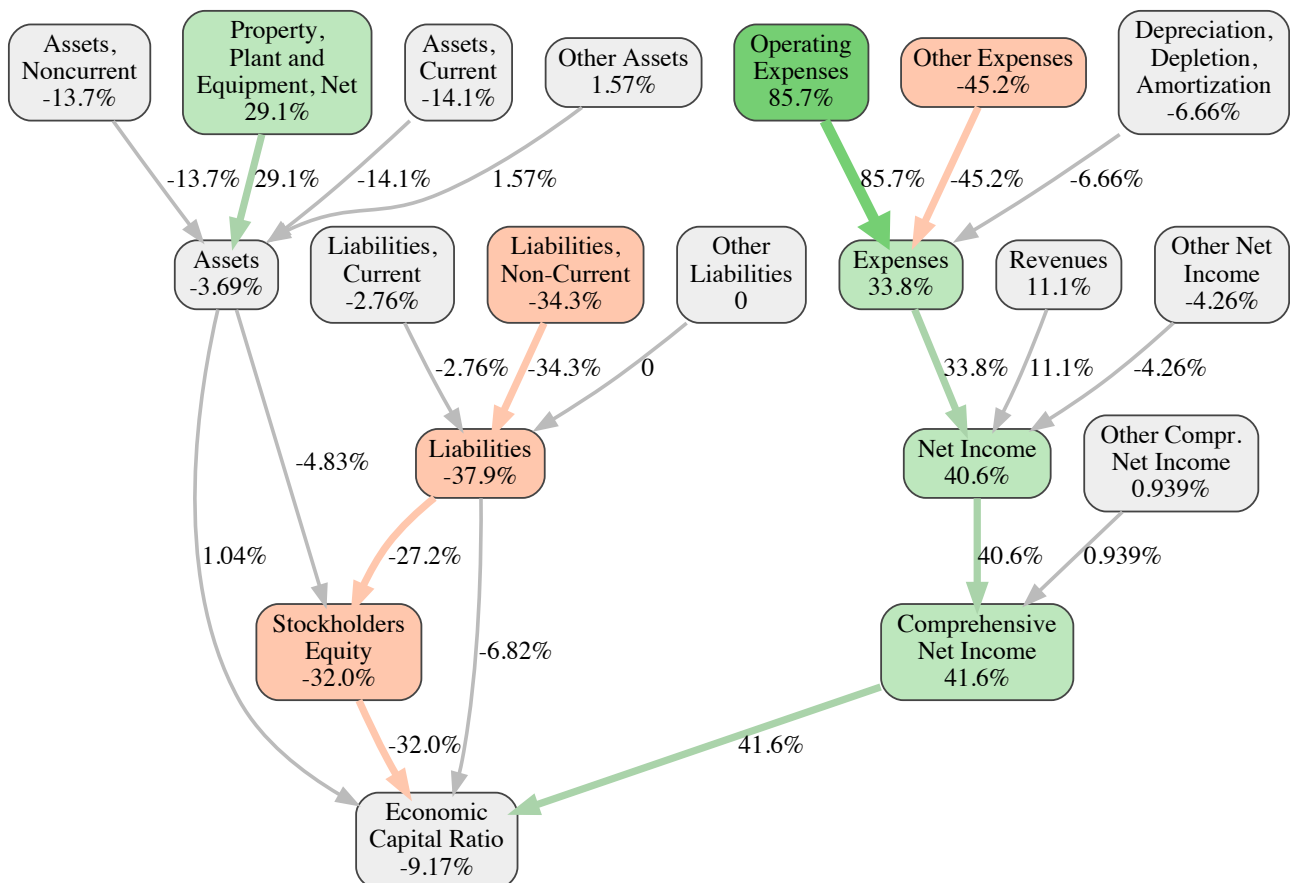 Assets,
Noncurrent
-13.7%
Property,
Plant and
Equipment, Net
29.1%
Assets,
Current
-14.1%
Other Assets
1.57%
Operating
Expenses
85.7%
Other Expenses
-45.2%
Depreciation,
Depletion,
Amortization
-6.66%
-13.7%
29.1%
-14.1%
1.57%
85.7%
-45.2%
-6.66%
Assets
-3.69%
Liabilities,
Current
-2.76%
Liabilities,
Non-Current
-34.3%
Other
Liabilities
0
Expenses
33.8%
Revenues
11.1%
Other Net
Income
-4.26%
-2.76%
-34.3%
0
33.8%
11.1%
-4.26%
Liabilities
-37.9%
Net Income
40.6%
Other Compr.
Net Income
0.939%
-4.83%
1.04%
-27.2%
40.6%
0.939%
Stockholders
Equity
-32.0%
-6.82%
Comprehensive
Net Income
41.6%
-32.0%
41.6%
Economic
Capital Ratio
-9.17%